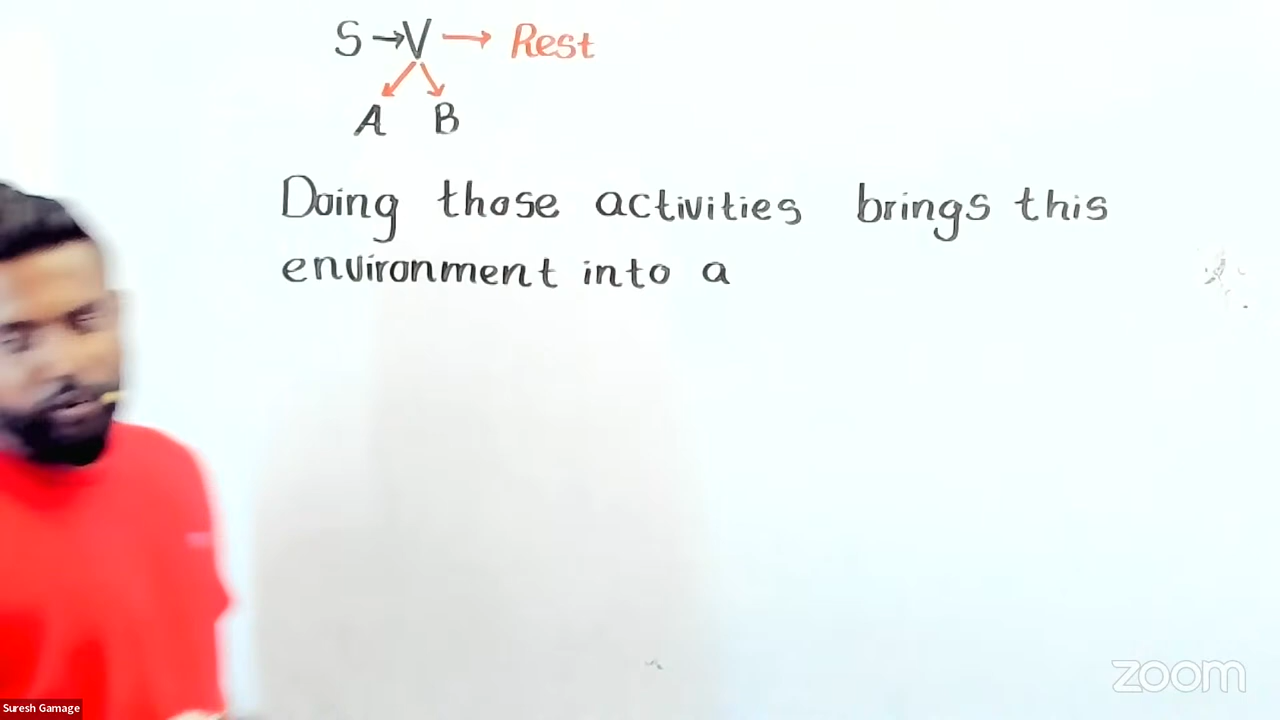 S → V → Rest
A B
Doing those activities brings this
environment into a
zoom
Suresh Gamage